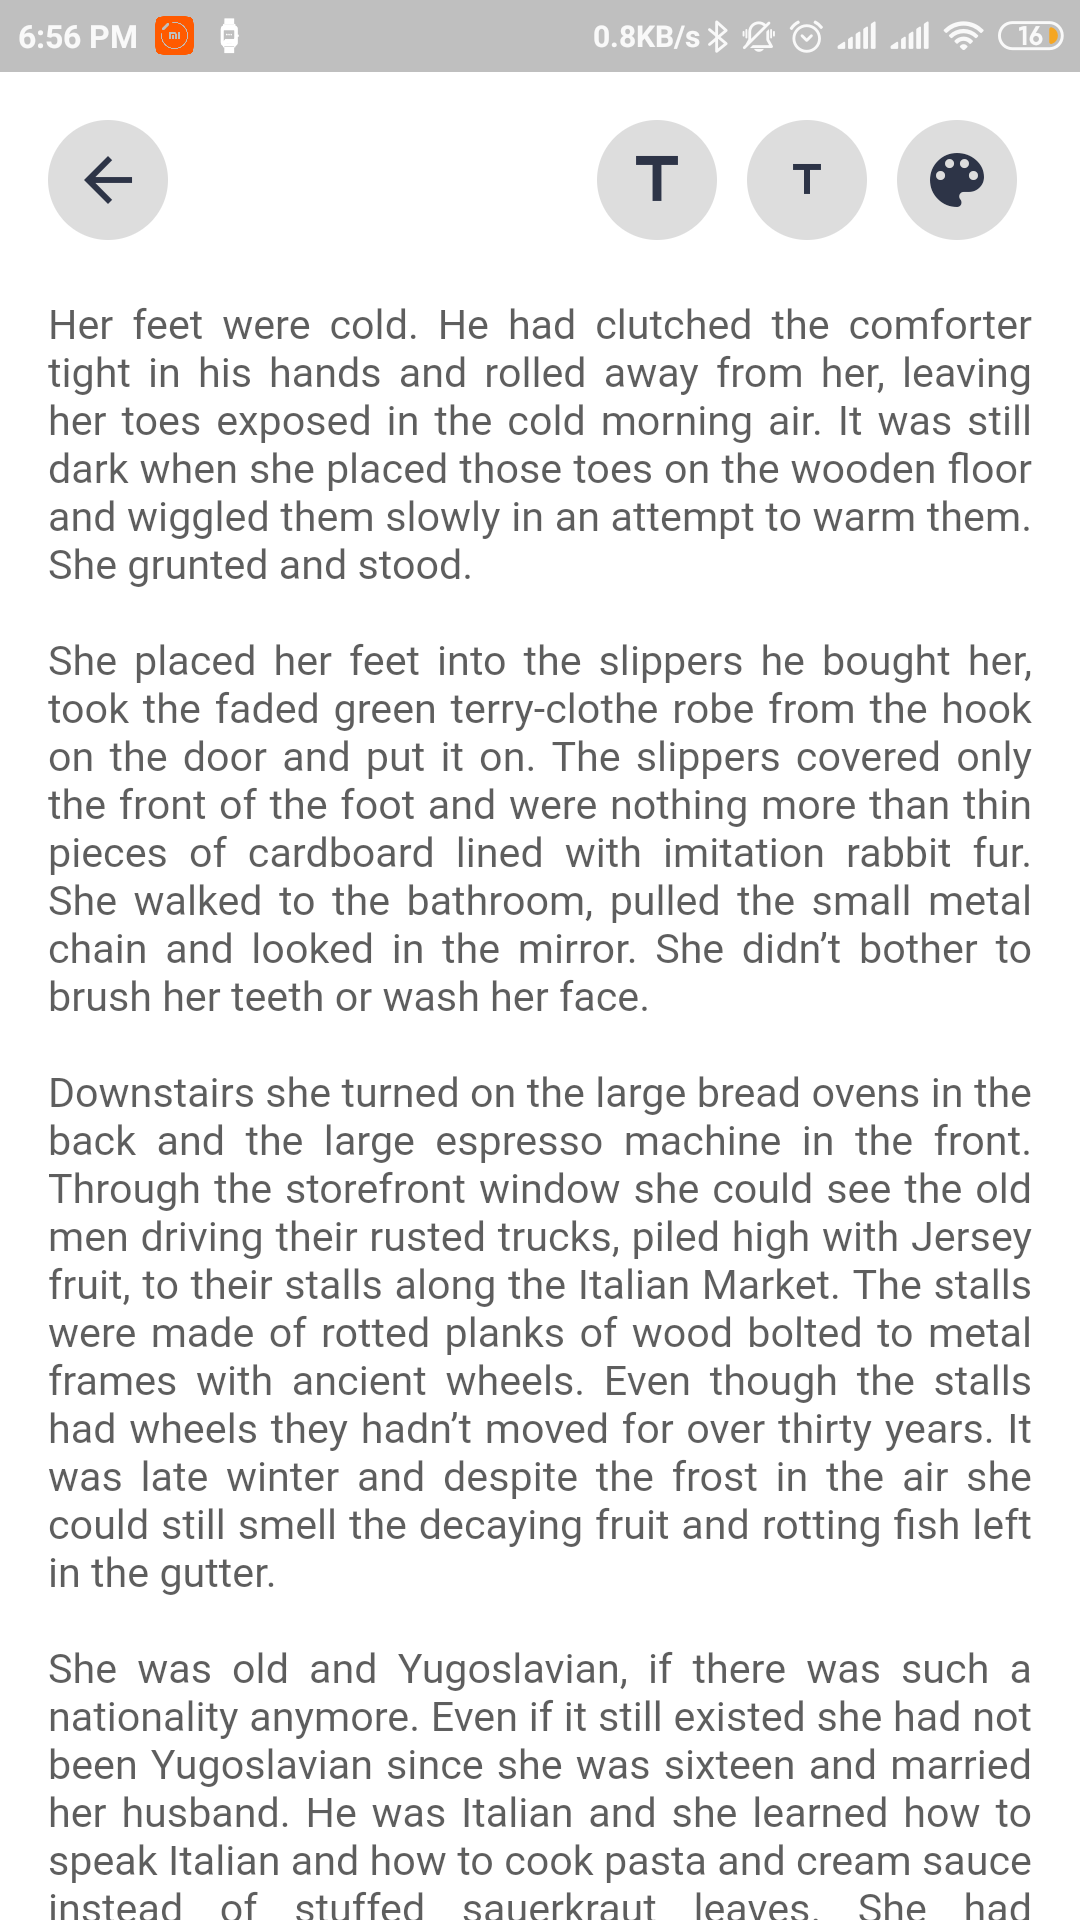 6:56 PM
0.8KB/s
16
T T
Her feet were cold. He had clutched the comforter
tight in his hands and rolled away from her, leaving
her toes exposed in the cold morning air. It was still
dark when she placed those toes on the wooden floor
and wiggled them slowly in an attempt to warm them.
She grunted and stood.
She placed her feet into the slippers he bought her,
took the faded green terry-clothe robe from the hook
on the door and put it on. The slippers covered only
the front of the foot and were nothing more than thin
pieces of cardboard lined with imitation rabbit fur.
She walked to the bathroom, pulled the small metal
chain and looked in the mirror. She didn’t bother to
brush her teeth or wash her face.
Downstairs she turned on the large bread ovens in the
back and the large espresso machine in the front.
Through the storefront window she could see the old
men driving their rusted trucks, piled high with Jersey
fruit, to their stalls along the Italian Market. The stalls
were made of rotted planks of wood bolted to metal
frames with ancient wheels. Even though the stalls
had wheels they hadn’t moved for over thirty years. It
was late winter and despite the frost in the air she
could still smell the decaying fruit and rotting fish left
in the gutter.
She was old and Yugoslavian, if there was such a
nationality anymore. Even if it still existed she had not
been Yugoslavian since she was sixteen and married
her husband. He was Italian and she learned how to
speak Italian and how to cook pasta and cream sauce
instead of stuffed sauerkraut leaves. She had